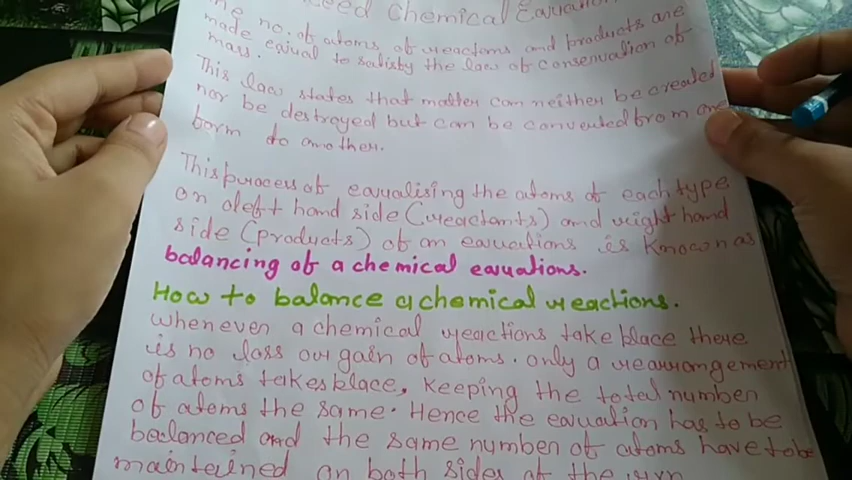 Chemical Equation
The no. of atoms of reactions and products are
made equal to satisfy the law of conservation of
mass.
This law states that matter can neither be created
nor be destroyed but can be converted from one
form to another.
This process of equalising the atoms of each type
on left hand side (reactants) and right hand
side (products) of an equations is known as
balancing of a chemical equations.
How to balance a chemical reactions.
Whenever a chemical reactions take place there
is no loss or gain of atoms. only a rearrangement
of atoms takes place, keeping the total number
of atoms the same. Hence the equation has to be
balanced and the same number of atoms have to be
maintained on both sides of the rxn